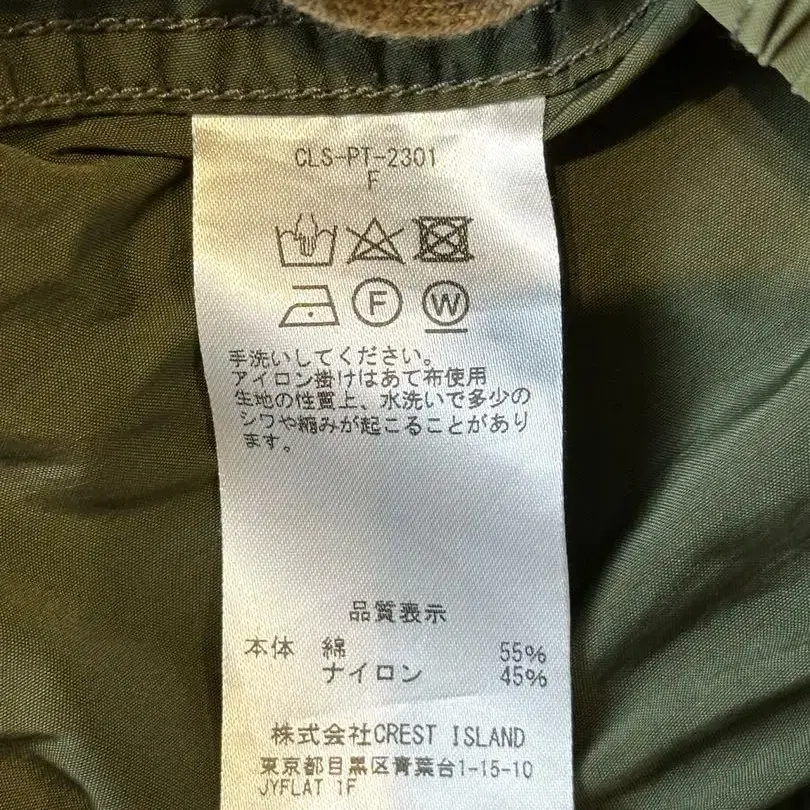 CLS-PT-2301
F
F W
手洗いしてください。
アイロン掛けはあて布使用
生地の性質上、水洗いで多少の
シワや縮みが起こることがあり
ます。
品質表示
本体 綿 55%
ナイロン 45%
株式会社CREST ISLAND
東京都目黒区青葉台1-15-10
JYFLAT 1F